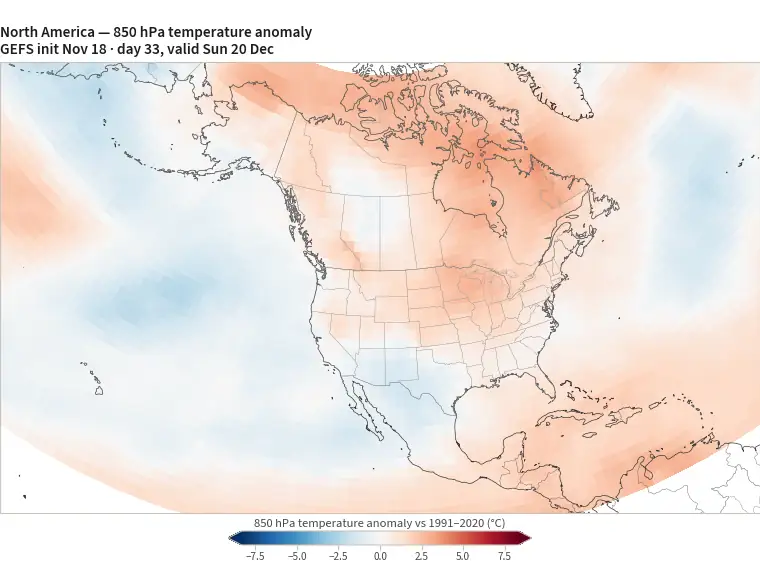 North America — 850 hPa temperature anomaly
GEFS init Nov 18 · day 33, valid Sun 20 Dec
850 hPa temperature anomaly vs 1991–2020 (°C)
−7.5 −5.0 −2.5 0.0 2.5 5.0 7.5